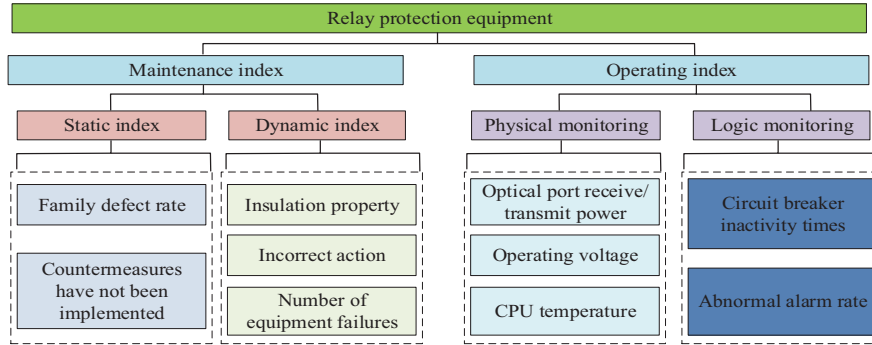 Relay protection equipment
Maintenance index
Operating index
Static index
Dynamic index
Physical monitoring
Logic monitoring
Family defect rate
Countermeasures
have not been
implemented
Insulation property
Incorrect action
Number of
equipment failures
Optical port receive/
transmit power
Operating voltage
CPU temperature
Circuit breaker
inactivity times
Abnormal alarm rate